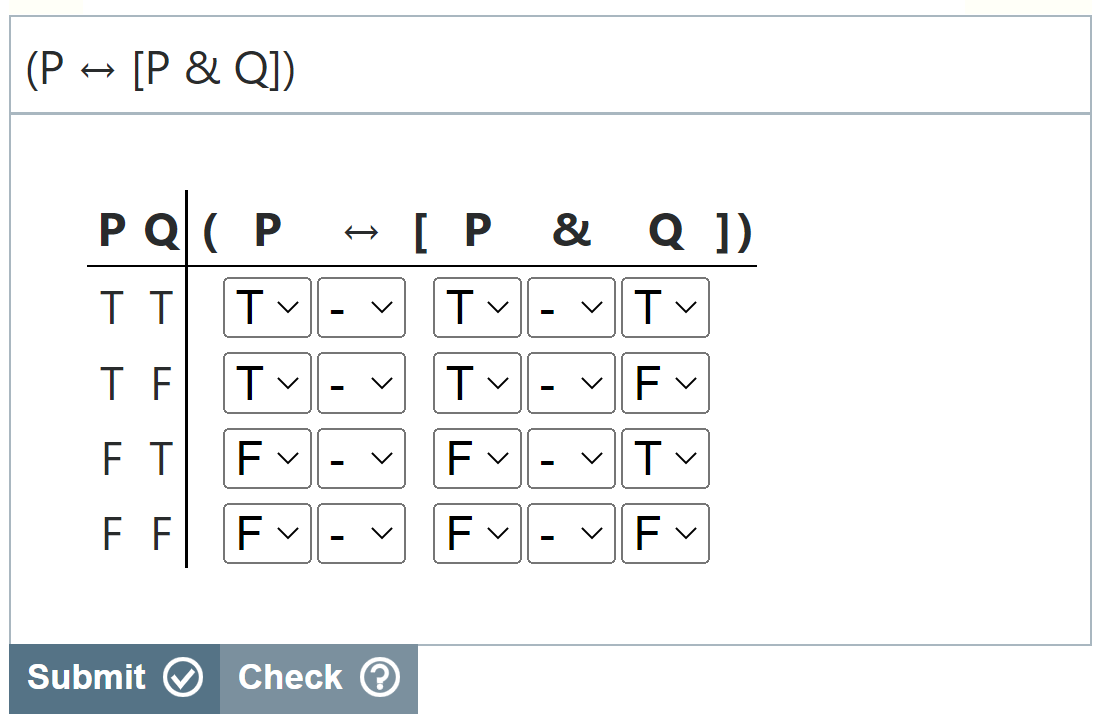 (P ↔ [P & Q])
P Q ( P ↔ [ P & Q ])
T T T - T - T
T F T - T - F
F T F - F - T
F F F - F - F
Submit Check ?